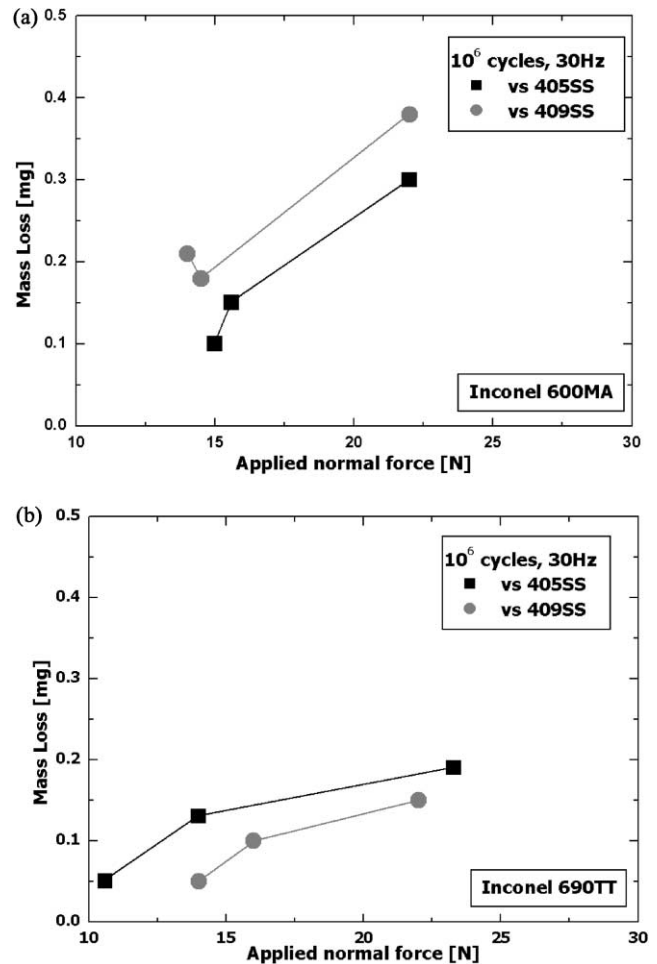 (a)
0.5
0.4
0.3
0.2
0.1
0.0
Mass Loss [mg]
10⁶ cycles, 30Hz
vs 405SS
vs 409SS
Inconel 600MA
10 15 20 25 30
Applied normal force [N]
(b)
0.5
0.4
0.3
0.2
0.1
0.0
Mass Loss [mg]
10⁶ cycles, 30Hz
vs 405SS
vs 409SS
Inconel 690TT
10 15 20 25 30
Applied normal force [N]